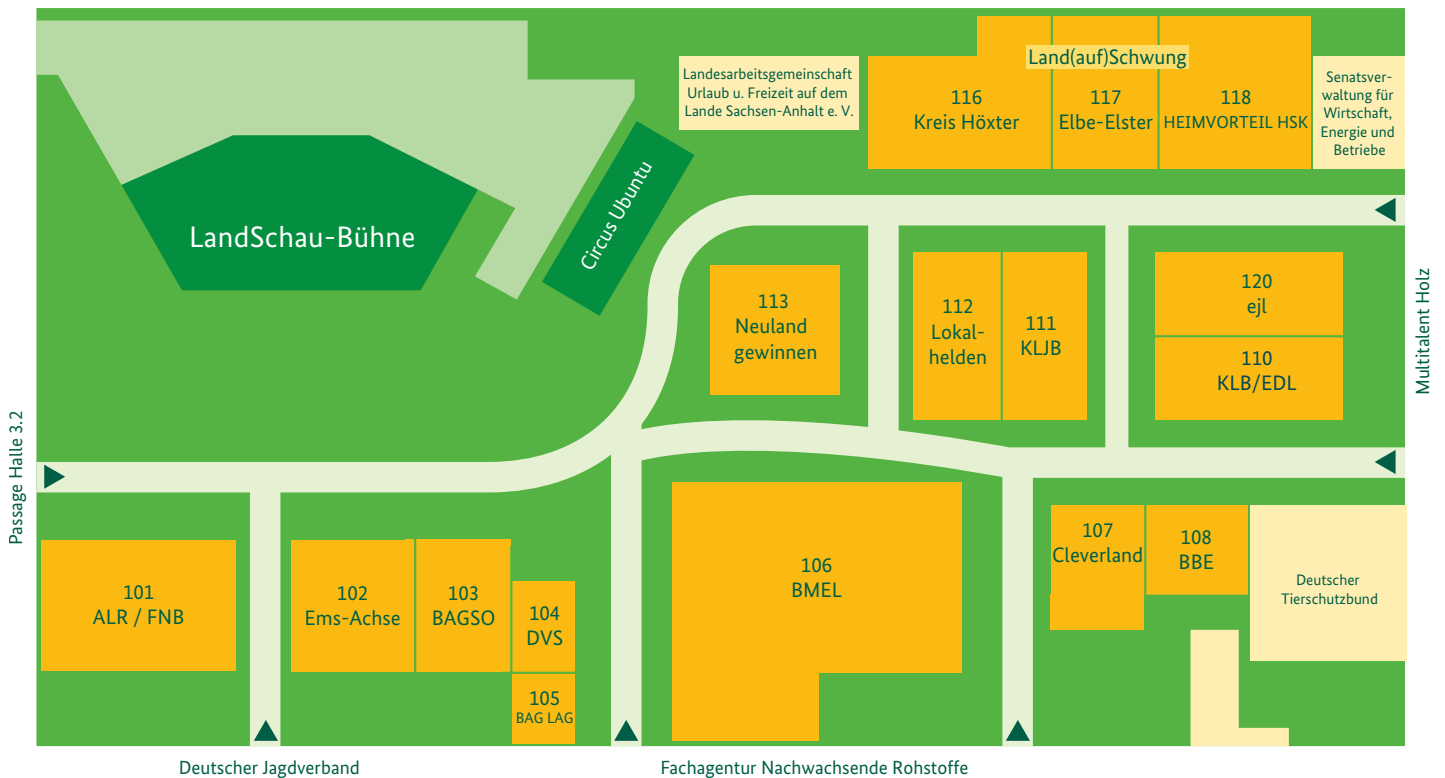 Land(auf)Schwung
Landesarbeitsgemeinschaft
Urlaub u. Freizeit auf dem
Lande Sachsen-Anhalt e. V.
116
Kreis Höxter
117
Elbe-Elster
118
HEIMVORTEIL HSK
Senatsver-
waltung für
Wirtschaft,
Energie und
Betriebe
LandSchau-Bühne
Circus Ubuntu
113
Neuland
gewinnen
112
Lokal-
helden
111
KLJB
120
ejl
110
KLB/EDL
Multitalent Holz
Passage Halle 3.2
101
ALR / FNB
102
Ems-Achse
103
BAGSO
104
DVS
105
BAG LAG
106
BMEL
107
Cleverland
108
BBE
Deutscher
Tierschutzbund
Deutscher Jagdverband
Fachagentur Nachwachsende Rohstoffe